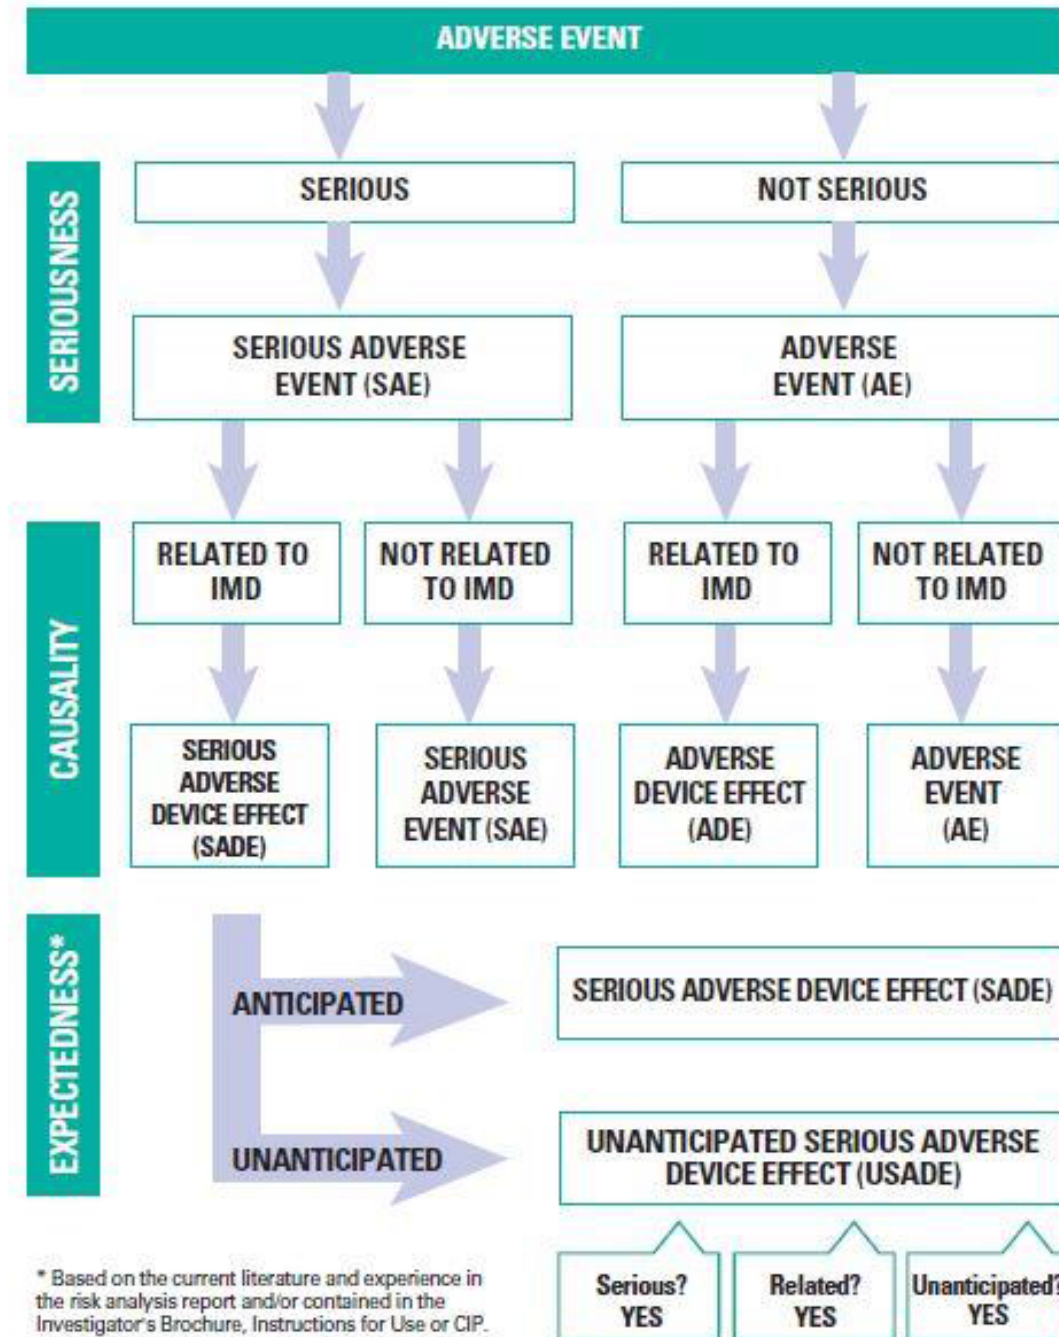 ADVERSE EVENT
SERIOUSNESS
SERIOUS
NOT SERIOUS
SERIOUS ADVERSE
EVENT (SAE)
ADVERSE
EVENT (AE)
CAUSALITY
RELATED TO
IMD
NOT RELATED
TO IMD
RELATED TO
IMD
NOT RELATED
TO IMD
SERIOUS
ADVERSE
DEVICE EFFECT
(SADE)
SERIOUS
ADVERSE
EVENT (SAE)
ADVERSE
DEVICE EFFECT
(ADE)
ADVERSE
EVENT
(AE)
EXPECTEDNESS*
ANTICIPATED
SERIOUS ADVERSE DEVICE EFFECT (SADE)
UNANTICIPATED
UNANTICIPATED SERIOUS ADVERSE
DEVICE EFFECT (USADE)
Serious?
YES
Related?
YES
Unanticipated?
YES
* Based on the current literature and experience in
the risk analysis report and/or contained in the
Investigator's Brochure, Instructions for Use or CIP.